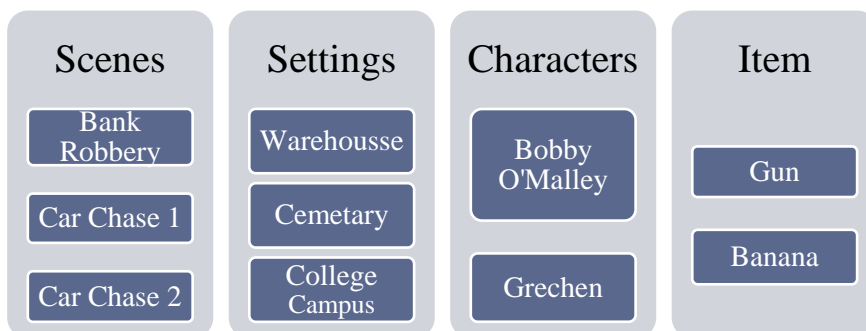 Scenes
Bank
Robbery
Car Chase 1
Car Chase 2
Settings
Warehousse
Cemetary
College
Campus
Characters
Bobby
O'Malley
Grechen
Item
Gun
Banana